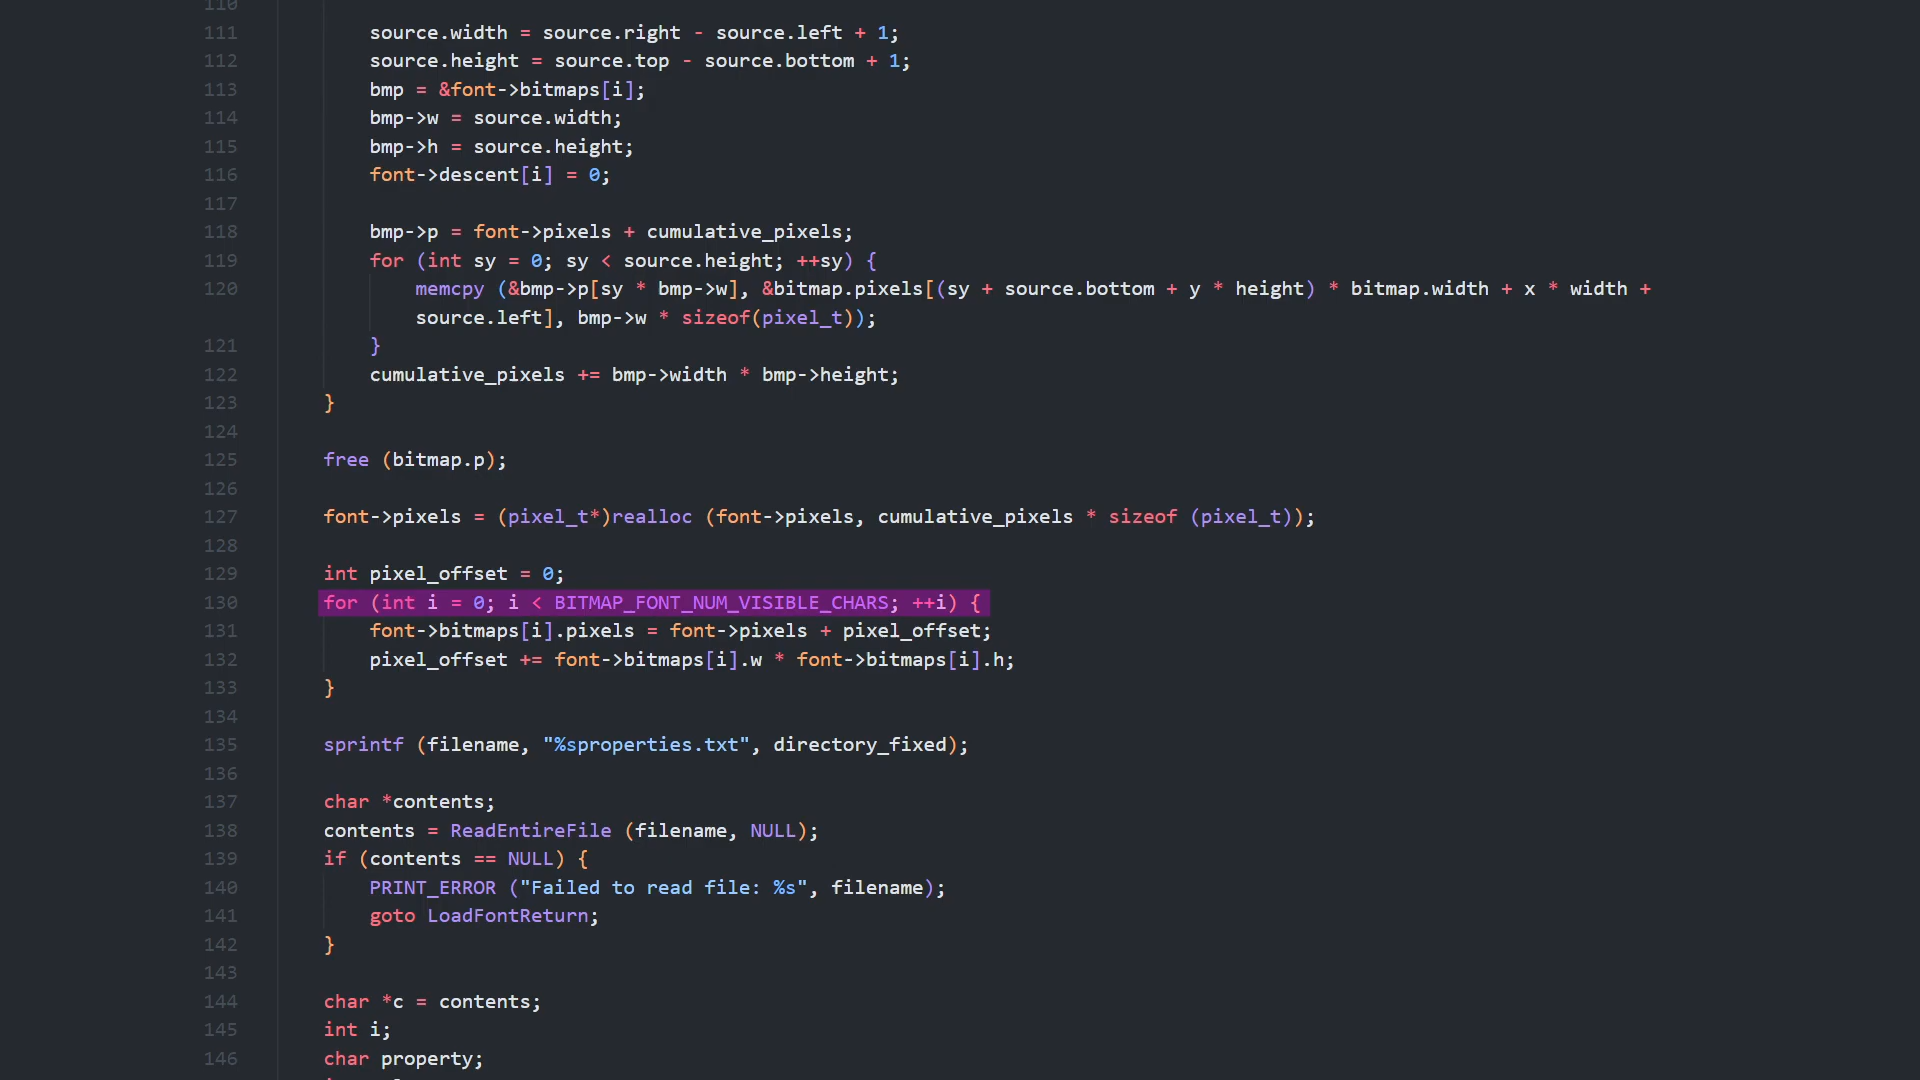 110
111 source.width = source.right - source.left + 1;
112 source.height = source.top - source.bottom + 1;
113 bmp = &font->bitmaps[i];
114 bmp->w = source.width;
115 bmp->h = source.height;
116 font->descent[i] = 0;
117
118 bmp->p = font->pixels + cumulative_pixels;
119 for (int sy = 0; sy < source.height; ++sy) {
120 memcpy (&bmp->p[sy * bmp->w], &bitmap.pixels[(sy + source.bottom + y * height) * bitmap.width + x * width +
source.left], bmp->w * sizeof(pixel_t));
121 }
122 cumulative_pixels += bmp->width * bmp->height;
123 }
124
125 free (bitmap.p);
126
127 font->pixels = (pixel_t*)realloc (font->pixels, cumulative_pixels * sizeof (pixel_t));
128
129 int pixel_offset = 0;
130 for (int i = 0; i < BITMAP_FONT_NUM_VISIBLE_CHARS; ++i) {
131 font->bitmaps[i].pixels = font->pixels + pixel_offset;
132 pixel_offset += font->bitmaps[i].w * font->bitmaps[i].h;
133 }
134
135 sprintf (filename, "%sproperties.txt", directory_fixed);
136
137 char *contents;
138 contents = ReadEntireFile (filename, NULL);
139 if (contents == NULL) {
140 PRINT_ERROR ("Failed to read file: %s", filename);
141 goto LoadFontReturn;
142 }
143
144 char *c = contents;
145 int i;
146 char property;